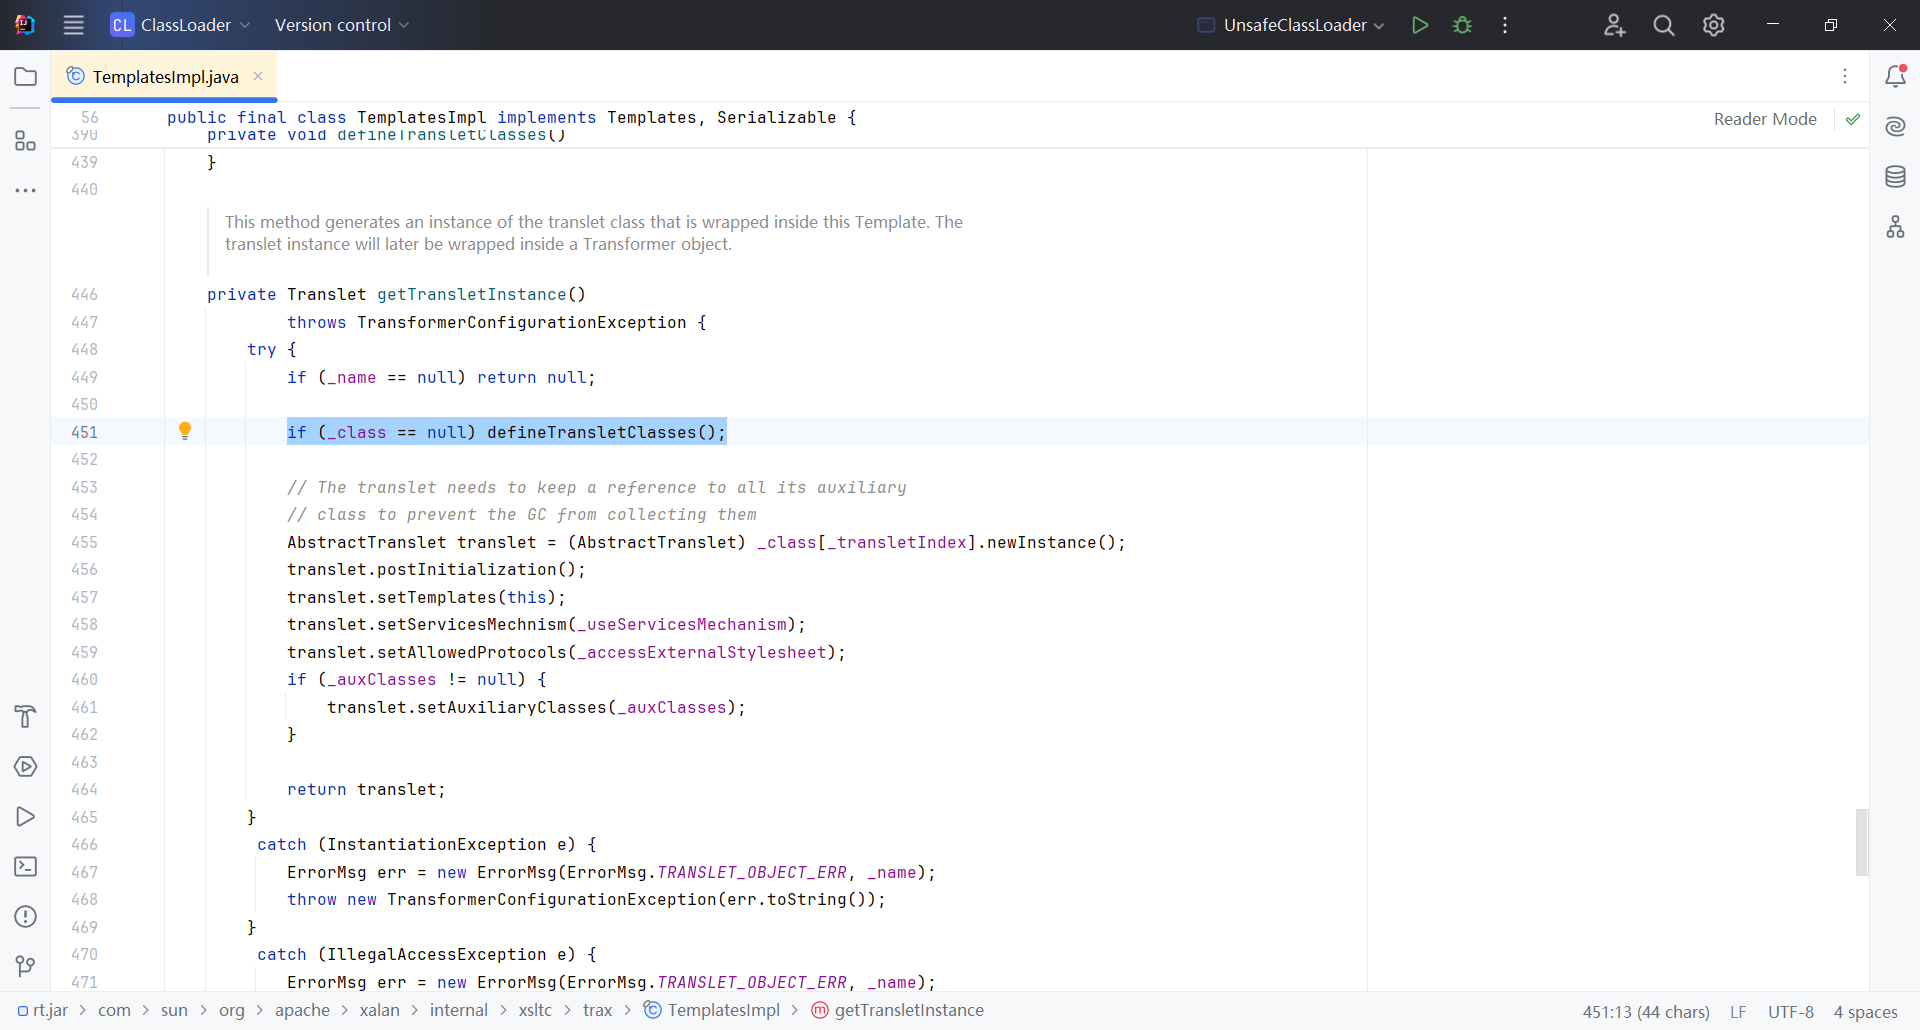 CL ClassLoader Version control UnsafeClassLoader
TemplatesImpl.java
56 public final class TemplatesImpl implements Templates, Serializable {
Reader Mode
390 private void defineTransletClasses()
439 }
440
This method generates an instance of the translet class that is wrapped inside this Template. The
translet instance will later be wrapped inside a Transformer object.
446 private Translet getTransletInstance()
447 throws TransformerConfigurationException {
448 try {
449 if (_name == null) return null;
450
451 if (_class == null) defineTransletClasses();
452
453 // The translet needs to keep a reference to all its auxiliary
454 // class to prevent the GC from collecting them
455 AbstractTranslet translet = (AbstractTranslet) _class[_transletIndex].newInstance();
456 translet.postInitialization();
457 translet.setTemplates(this);
458 translet.setServicesMechnism(_useServicesMechanism);
459 translet.setAllowedProtocols(_accessExternalStylesheet);
460 if (_auxClasses != null) {
461 translet.setAuxiliaryClasses(_auxClasses);
462 }
463
464 return translet;
465 }
466 catch (InstantiationException e) {
467 ErrorMsg err = new ErrorMsg(ErrorMsg.TRANSLET_OBJECT_ERR, _name);
468 throw new TransformerConfigurationException(err.toString());
469 }
470 catch (IllegalAccessException e) {
471 ErrorMsg err = new ErrorMsg(ErrorMsg.TRANSLET_OBJECT_ERR, _name);
rt.jar > com > sun > org > apache > xalan > internal > xsltc > trax > TemplatesImpl > getTransletInstance
451:13 (44 chars) LF UTF-8 4 spaces